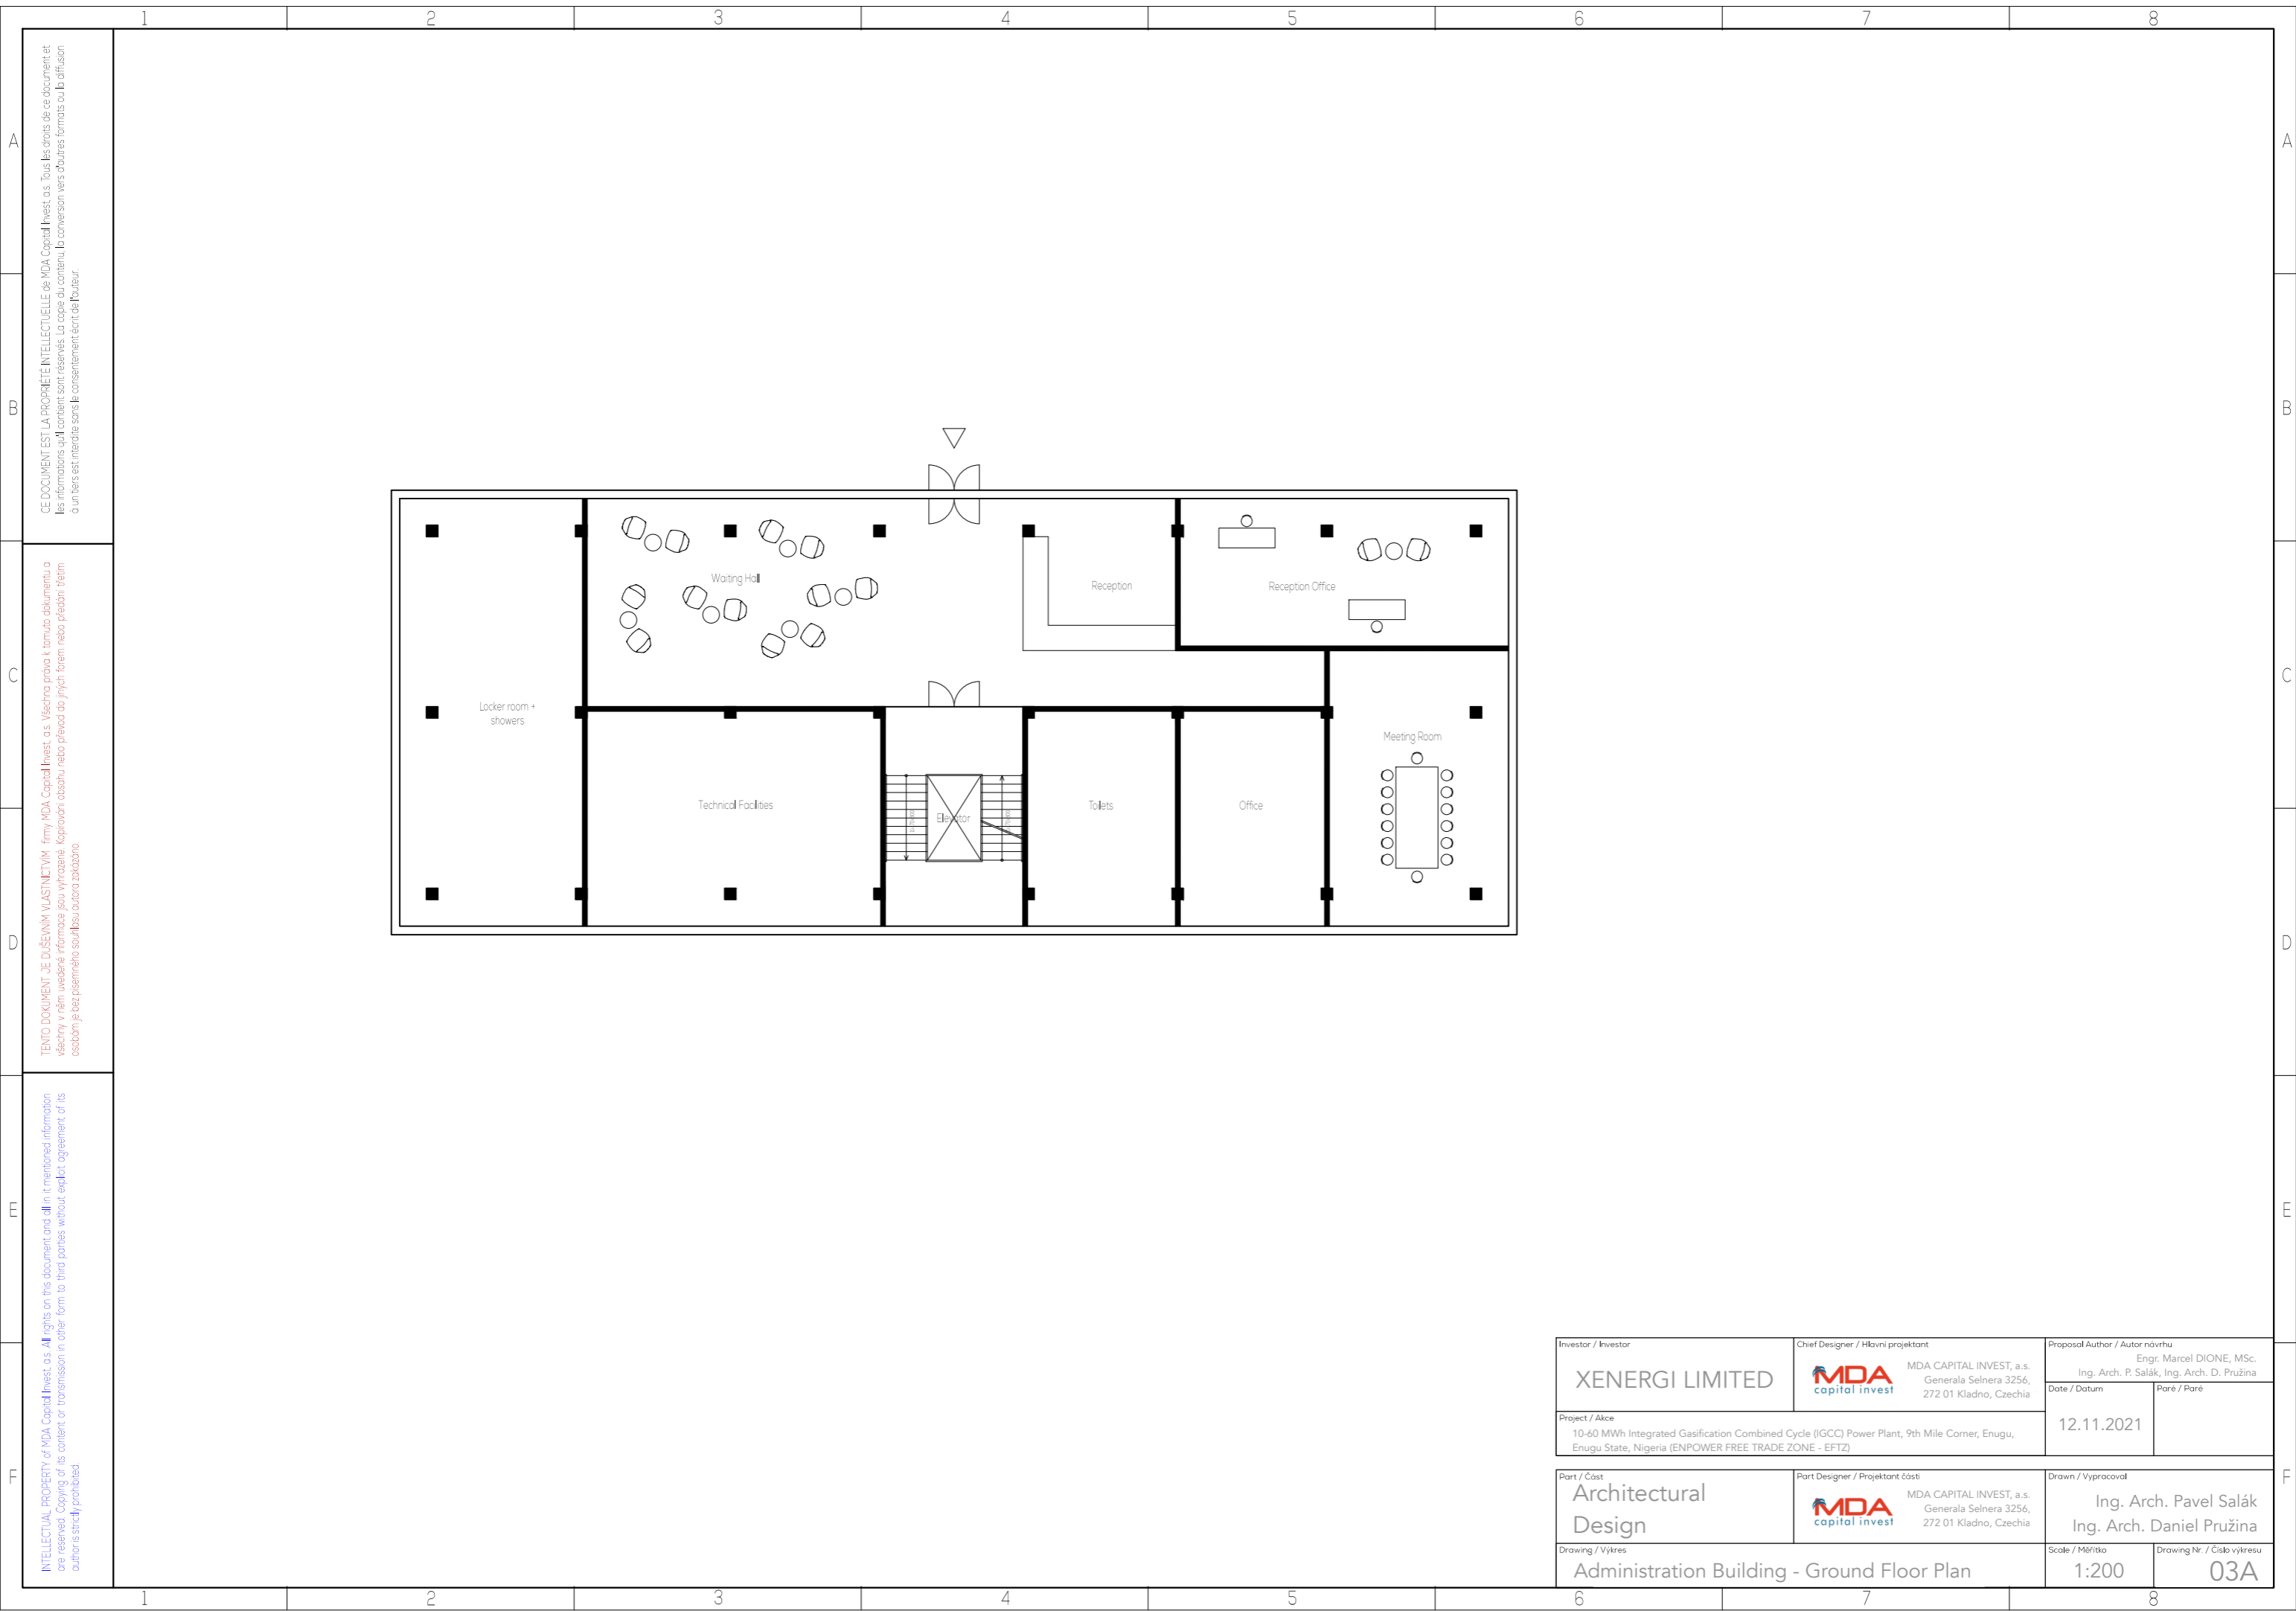 1 2 3 4 5 6 7 8
A A
B B
C C
D D
E E
F F
1 2 3 4 5 6 7 8
CE DOCUMENT EST LA PROPRIÉTÉ INTELLECTUELLE de MDA Capital Invest, a.s. Tous les droits de ce document et
les informations qu'il contient sont réservés. La copie du contenu, la conversion vers d'autres formats ou la diffusion
à un tiers est interdite sans le consentement écrit de l'auteur.
TENTO DOKUMENT JE DUŠEVNÍM VLASTNICTVÍM firmy MDA Capital Invest, a.s. Všechna práva k tomuto dokumentu a
všechny v něm uvedené informace jsou vyhrazené. Kopírování obsahu nebo převod do jiných forem nebo předání třetím
osobám je bez písemného souhlasu autora zakázáno.
INTELLECTUAL PROPERTY of MDA Capital Invest, a.s. All rights on this document and all in it mentioned information
are reserved. Copying of its content or transmission in other form to third parties without explicit agreement of its
author is strictly prohibited.
Waiting Hall
Reception
Reception Office
Locker room +
showers
Meeting Room
Technical Facilities
Elevator
Toilets
Office
Investor / Investor
XENERGI LIMITED
Chief Designer / Hlavní projektant
MDA
capital invest
MDA CAPITAL INVEST, a.s.
Generala Selnera 3256,
272 01 Kladno, Czechia
Proposal Author / Autor návrhu
Engr. Marcel DIONE, MSc.
Ing. Arch. P. Salák, Ing. Arch. D. Pružina
Date / Datum
12.11.2021
Paré / Paré
Project / Akce
10-60 MWh Integrated Gasification Combined Cycle (IGCC) Power Plant, 9th Mile Corner, Enugu,
Enugu State, Nigeria (ENPOWER FREE TRADE ZONE - EFTZ)
Part / Část
Architectural
Design
Part Designer / Projektant části
MDA
capital invest
MDA CAPITAL INVEST, a.s.
Generala Selnera 3256,
272 01 Kladno, Czechia
Drawn / Vypracoval
Ing. Arch. Pavel Salák
Ing. Arch. Daniel Pružina
Drawing / Výkres
Administration Building - Ground Floor Plan
Scale / Měřítko
1:200
Drawing Nr. / Číslo výkresu
03A